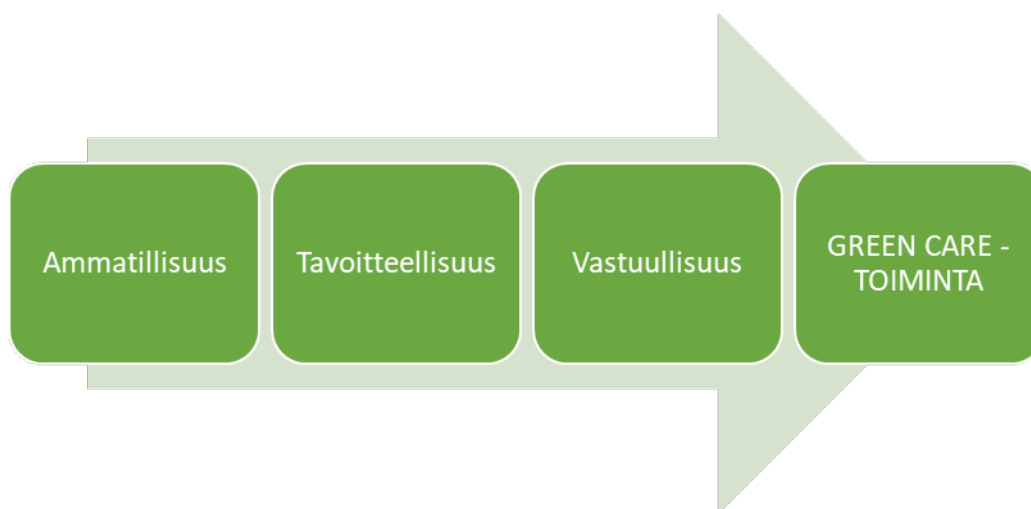 Ammatillisuus
Tavoitteellisuus
Vastuullisuus
GREEN CARE -
TOIMINTA